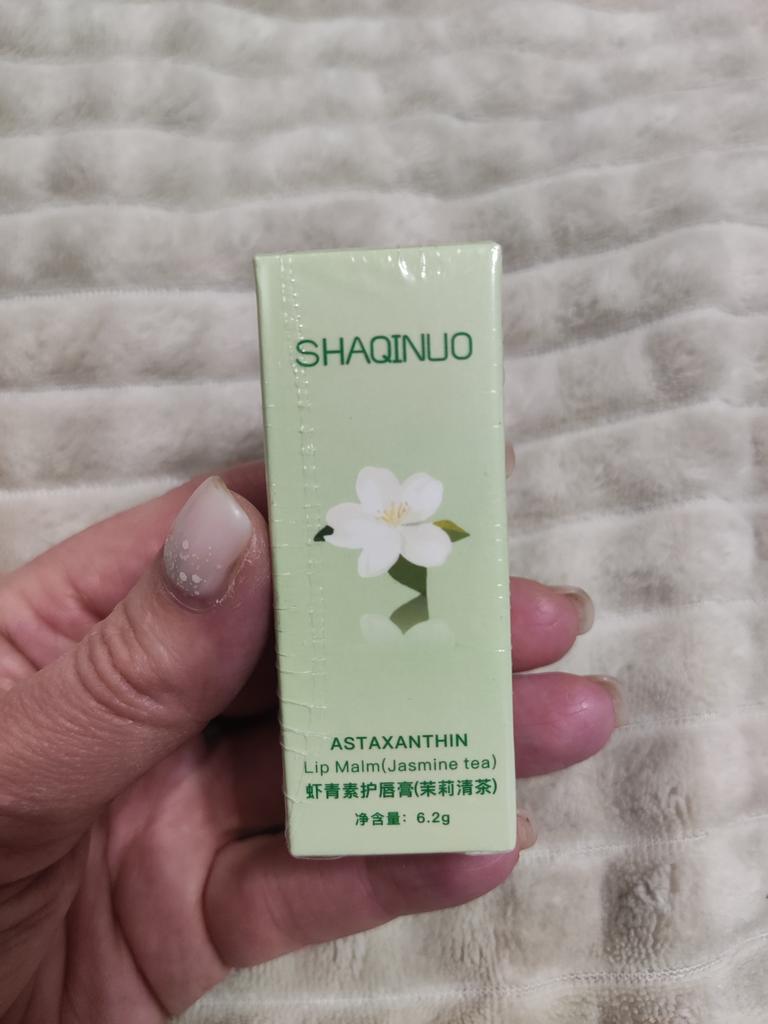 SHAQINUO
ASTAXANTHIN
Lip Malm(Jasmine tea)
虾青素护唇膏(茉莉清茶)
净含量: 6.2g